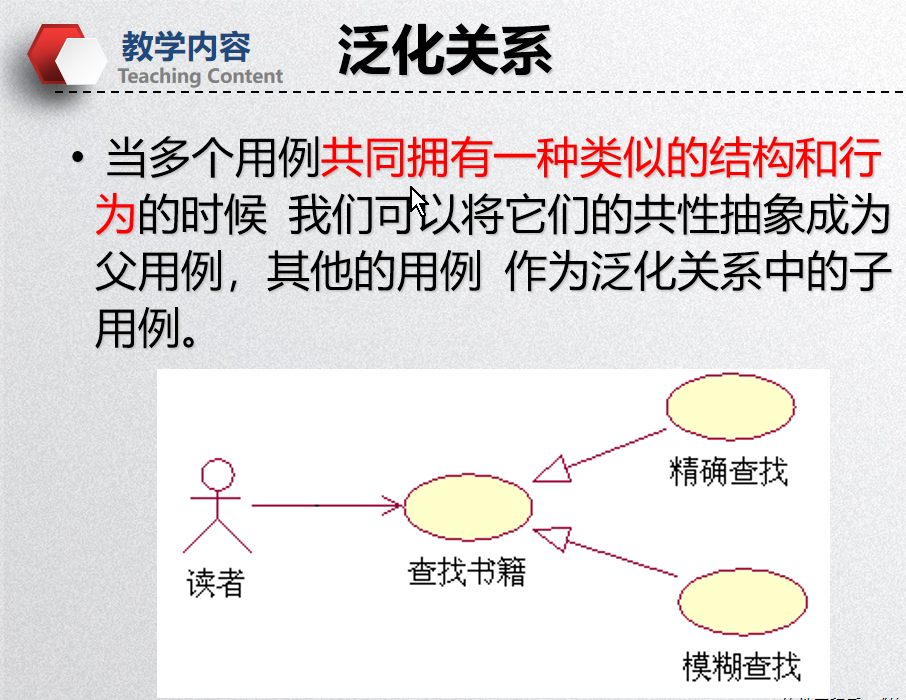 教学内容
Teaching Content
泛化关系
• 当多个用例共同拥有一种类似的结构和行
为的时候 我们可以将它们的共性抽象成为
父用例，其他的用例 作为泛化关系中的子
用例。
精确查找
读者
查找书籍
模糊查找